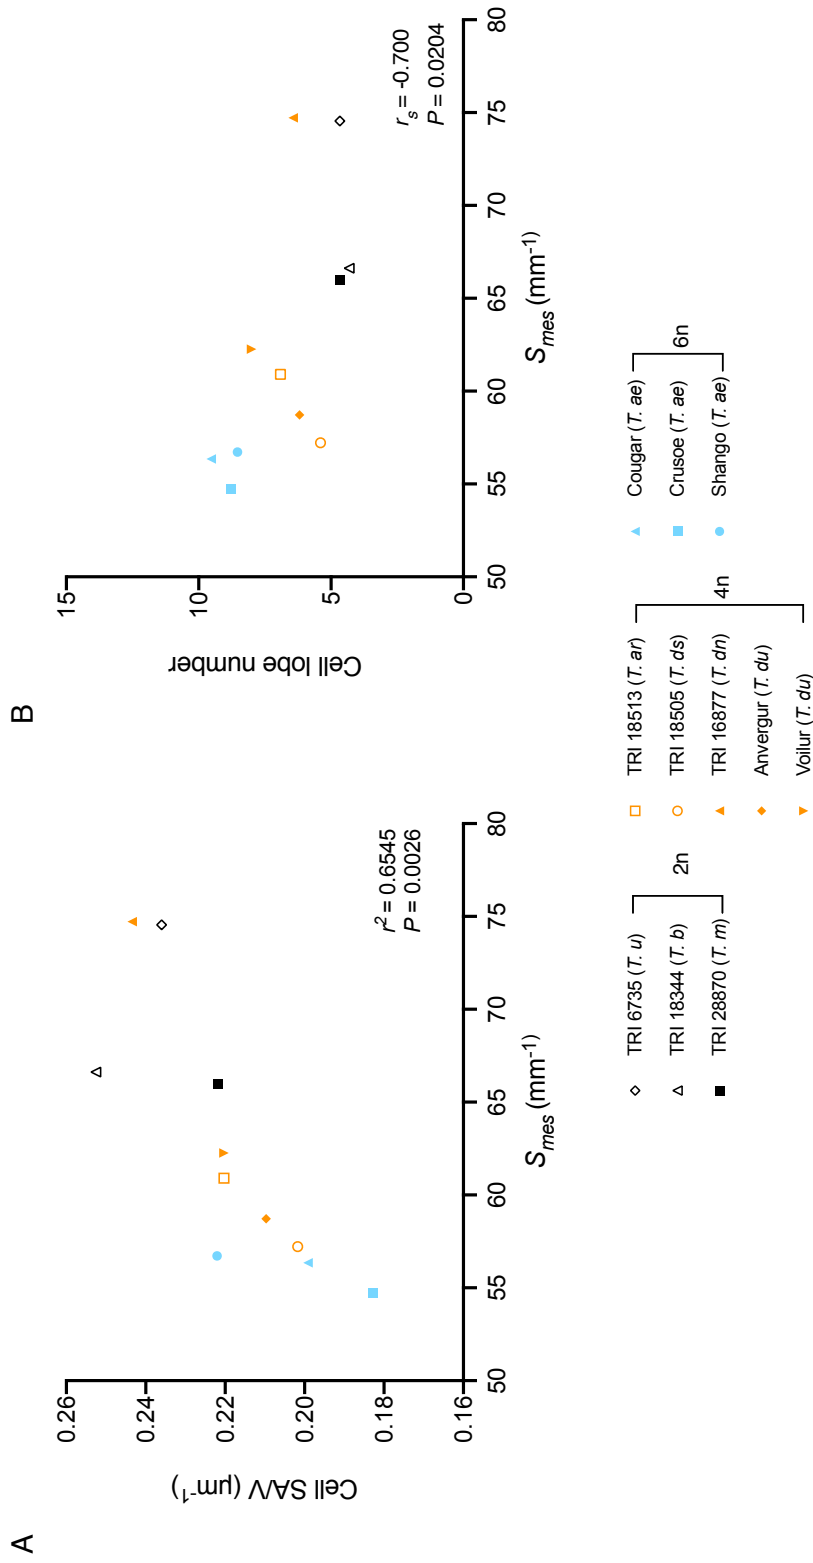 A
Cell SA/V (μm⁻¹)
0.26
0.24
0.22
0.20
0.18
0.16
50
55
60
65
70
75
80
S_mes (mm⁻¹)
r² = 0.6545
P = 0.0026
B
Cell lobe number
15
10
5
0
50
55
60
65
70
75
80
S_mes (mm⁻¹)
r_s = -0.700
P = 0.0204
TRI 6735 (T. u)
TRI 18344 (T. b)
TRI 28870 (T. m)
2n
TRI 18513 (T. ar)
TRI 18505 (T. ds)
TRI 16877 (T. dn)
Anvergur (T. du)
Voilur (T. du)
4n
Cougar (T. ae)
Crusoe (T. ae)
Shango (T. ae)
6n